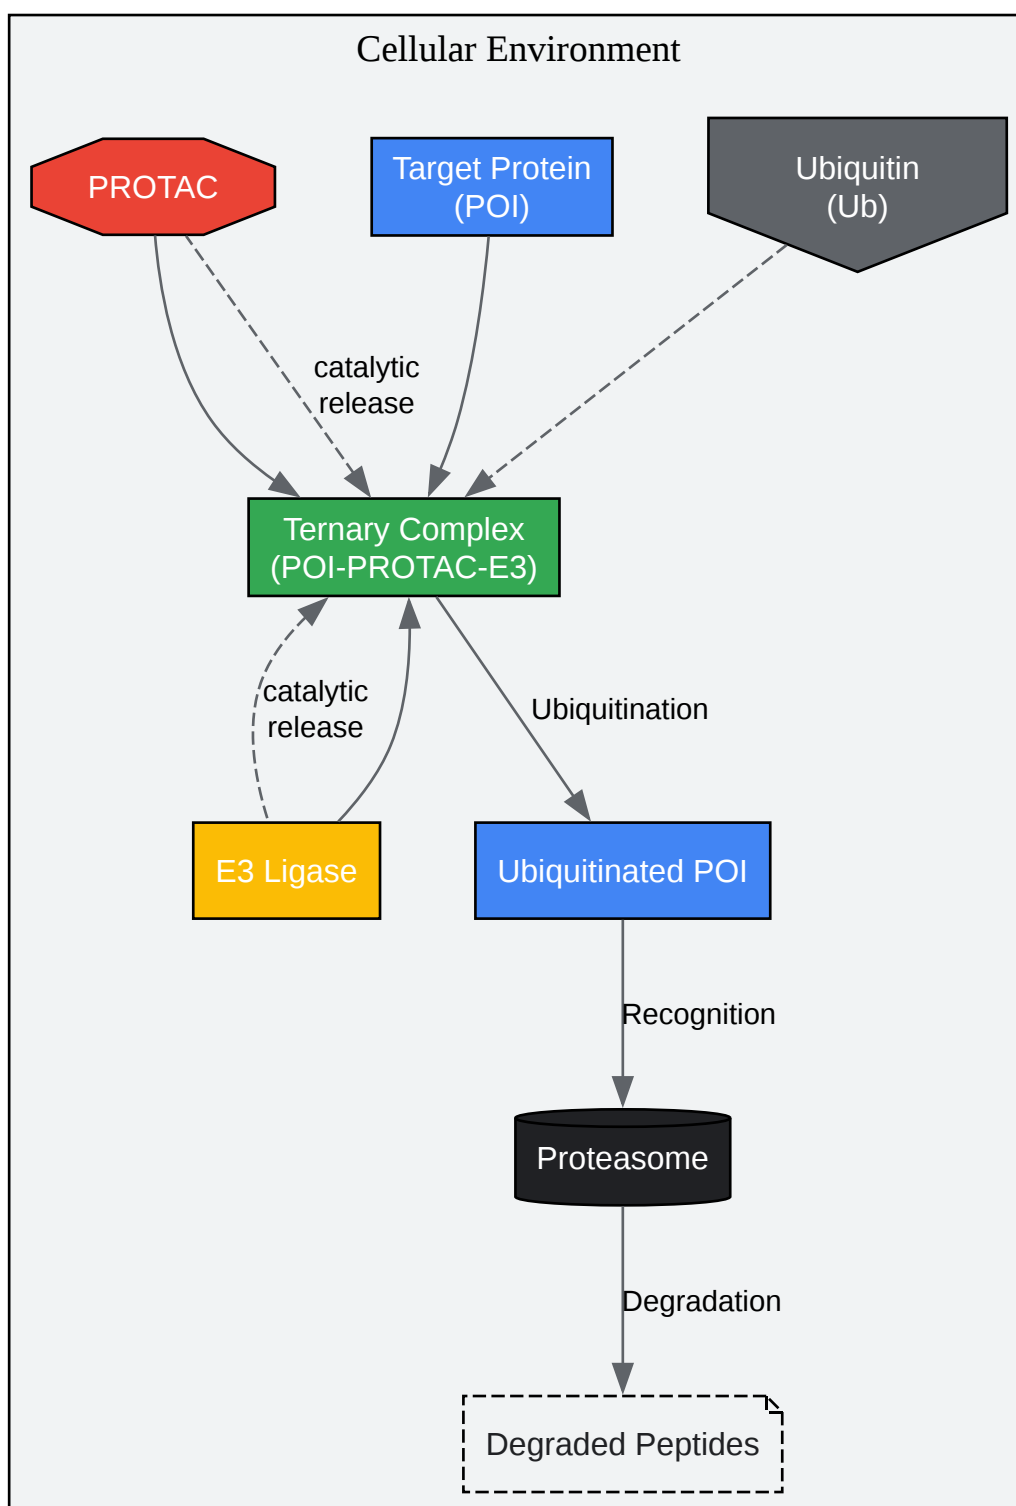 Cellular Environment
PROTAC
Target Protein
(POI)
Ubiquitin
(Ub)
catalytic
release
Ternary Complex
(POI-PROTAC-E3)
catalytic
release
Ubiquitination
E3 Ligase
Ubiquitinated POI
Recognition
Proteasome
Degradation
Degraded Peptides